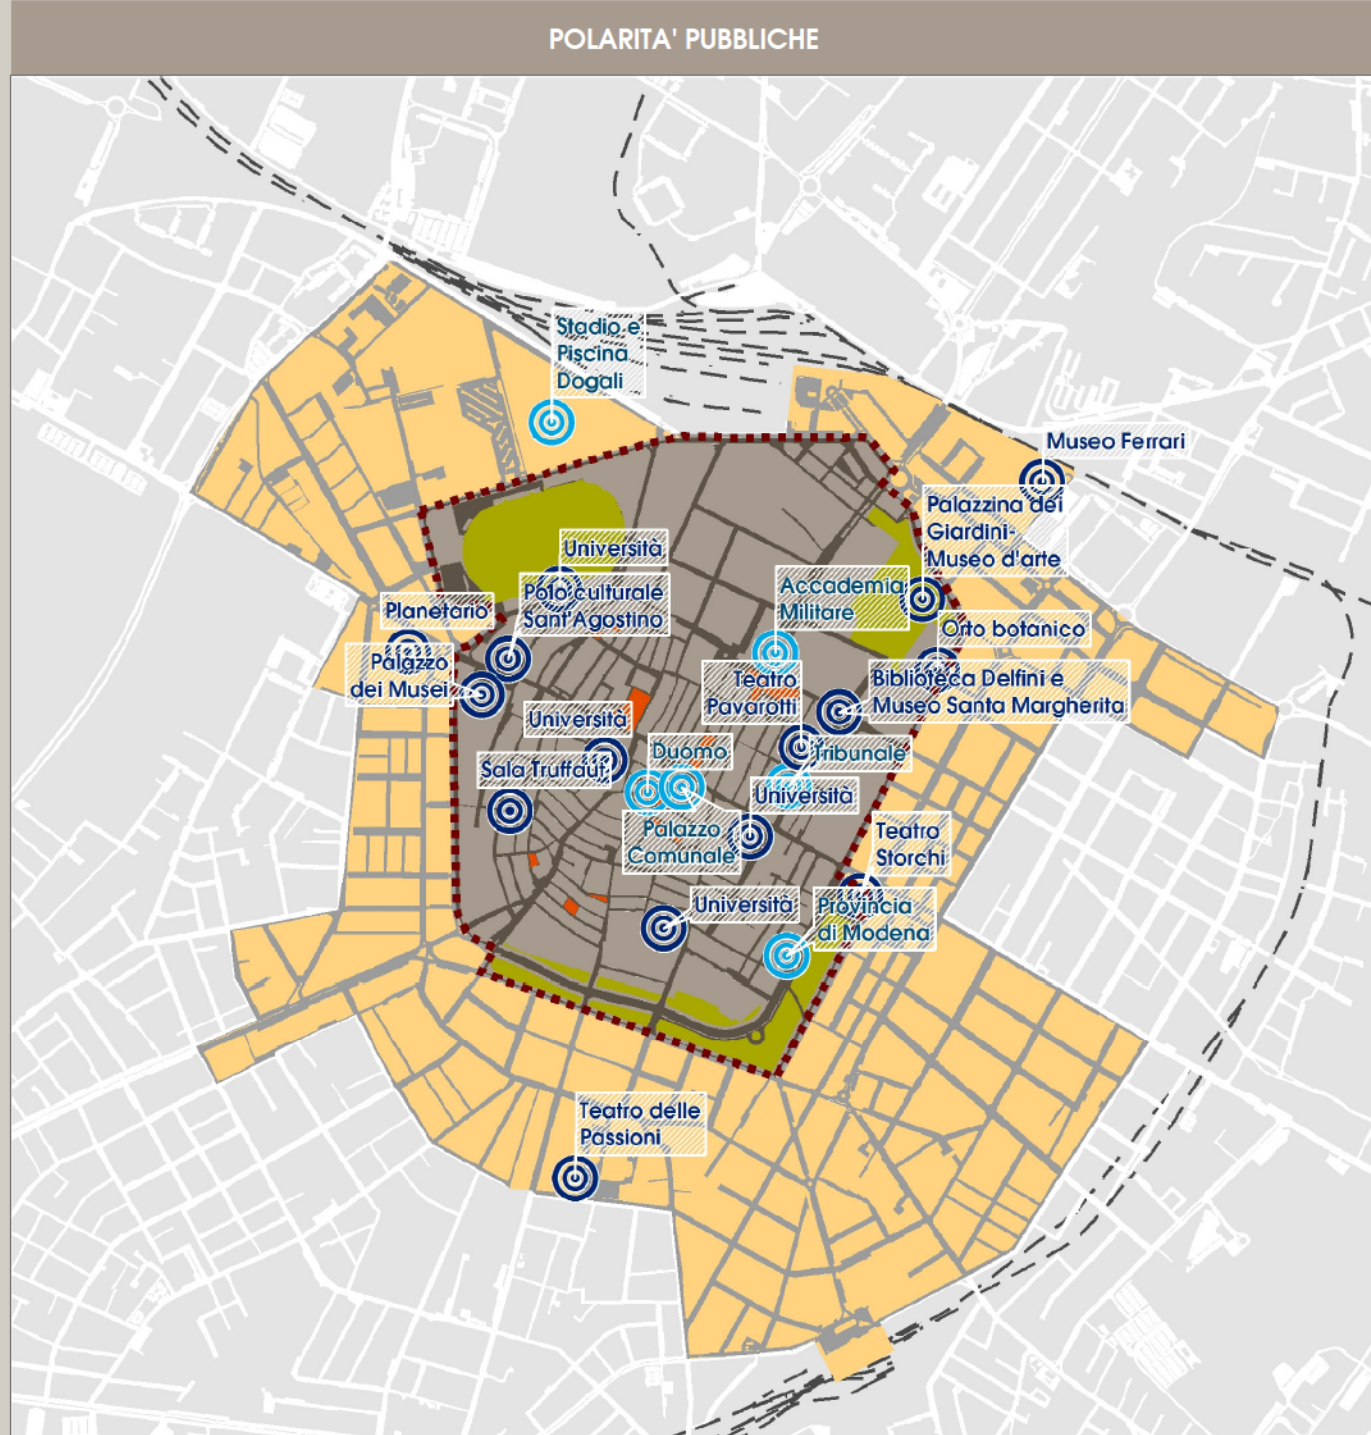 POLARITA' PUBBLICHE
Stadio e
Piscina
Dogali
Museo Ferrari
Palazzina dei
Giardini-
Museo d'arte
Università
Polo culturale
Sant'Agostino
Accademia
Militare
Planetario
Orto botanico
Palazzo
dei Musei
Teatro
Pavarotti
Biblioteca Delfini e
Museo Santa Margherita
Università
Duomo
Tribunale
Sala Truffaut
Università
Palazzo
Comunale
Teatro
Storchi
Università
Provincia
di Modena
Teatro delle
Passioni